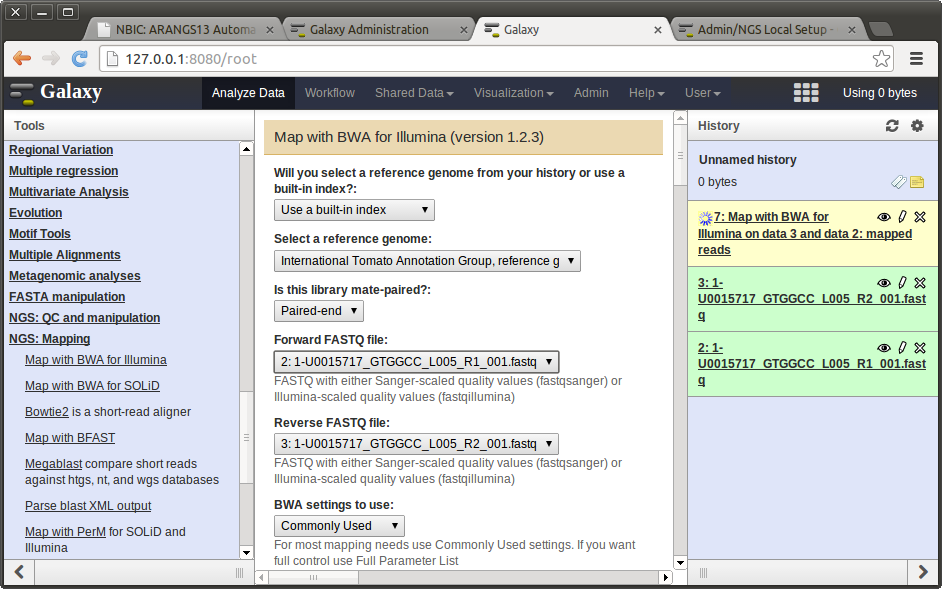 NBIC: ARANGS13 Automa
Galaxy Administration
Galaxy
Admin/NGS Local Setup -
127.0.0.1:8080/root
Galaxy
Analyze Data
Workflow
Shared Data
Visualization
Admin
Help
User
Using 0 bytes
Tools
Regional Variation
Multiple regression
Multivariate Analysis
Evolution
Motif Tools
Multiple Alignments
Metagenomic analyses
FASTA manipulation
NGS: QC and manipulation
NGS: Mapping
Map with BWA for Illumina
Map with BWA for SOLiD
Bowtie2 is a short-read aligner
Map with BFAST
Megablast compare short reads
against htgs, nt, and wgs databases
Parse blast XML output
Map with PerM for SOLiD and
Illumina
Map with BWA for Illumina (version 1.2.3)
Will you select a reference genome from your history or use a
built-in index?:
Use a built-in index
Select a reference genome:
International Tomato Annotation Group, reference g
Is this library mate-paired?:
Paired-end
Forward FASTQ file:
2: 1-U0015717_GTGGCC_L005_R1_001.fastq
FASTQ with either Sanger-scaled quality values (fastqsanger) or
Illumina-scaled quality values (fastqillumina)
Reverse FASTQ file:
3: 1-U0015717_GTGGCC_L005_R2_001.fastq
FASTQ with either Sanger-scaled quality values (fastqsanger) or
Illumina-scaled quality values (fastqillumina)
BWA settings to use:
Commonly Used
For most mapping needs use Commonly Used settings. If you want
full control use Full Parameter List
History
Unnamed history
0 bytes
7: Map with BWA for
Illumina on data 3 and data 2: mapped
reads
3: 1-
U0015717_GTGGCC_L005_R2_001.fast
q
2: 1-
U0015717_GTGGCC_L005_R1_001.fast
q